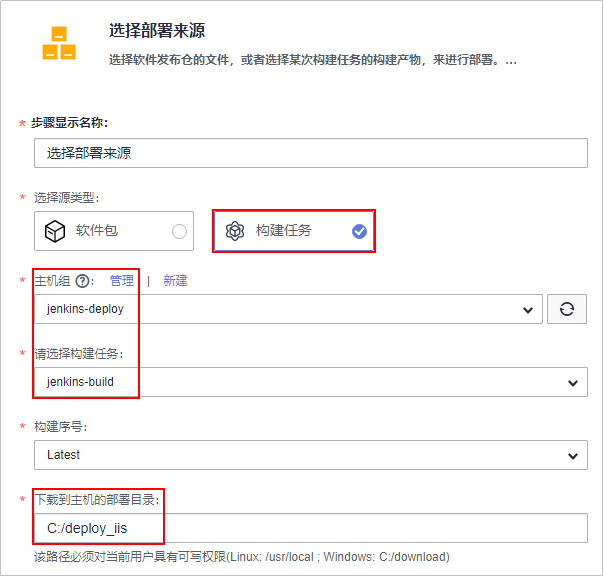 选择部署来源
选择软件发布仓的文件，或者选择某次构建任务的构建产物，来进行部署。...
* 步骤显示名称:
选择部署来源
* 选择源类型:
软件包 构建任务
* 主机组 ?: 管理 | 新建
jenkins-deploy
* 请选择构建任务:
jenkins-build
* 构建序号:
Latest
* 下载到主机的部署目录:
C:/deploy_iis
该路径必须对当前用户具有可写权限(Linux: /usr/local ; Windows: C:/download)